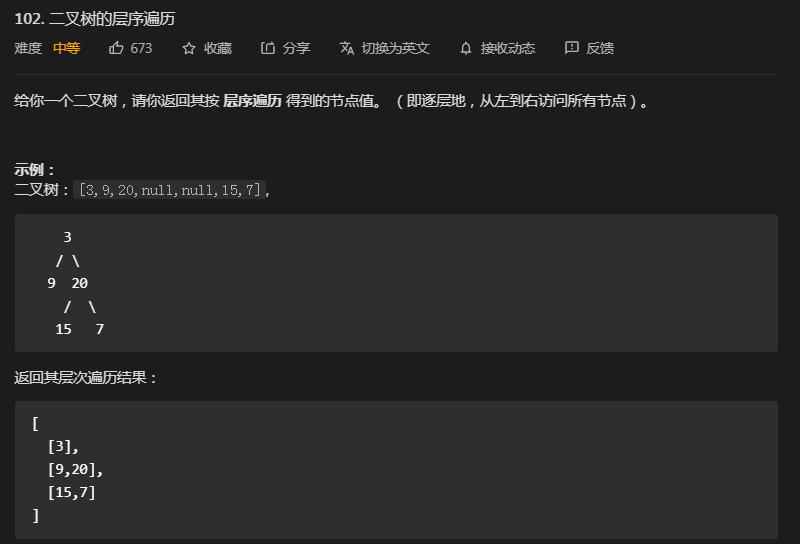 102. 二叉树的层序遍历
难度 中等 673 收藏 分享 切换为英文 接收动态 反馈
给你一个二叉树，请你返回其按 层序遍历 得到的节点值。 （即逐层地，从左到右访问所有节点）。
示例：
二叉树：[3,9,20,null,null,15,7],
3
/ \
9 20
/ \
15 7
返回其层次遍历结果：
[
[3],
[9,20],
[15,7]
]